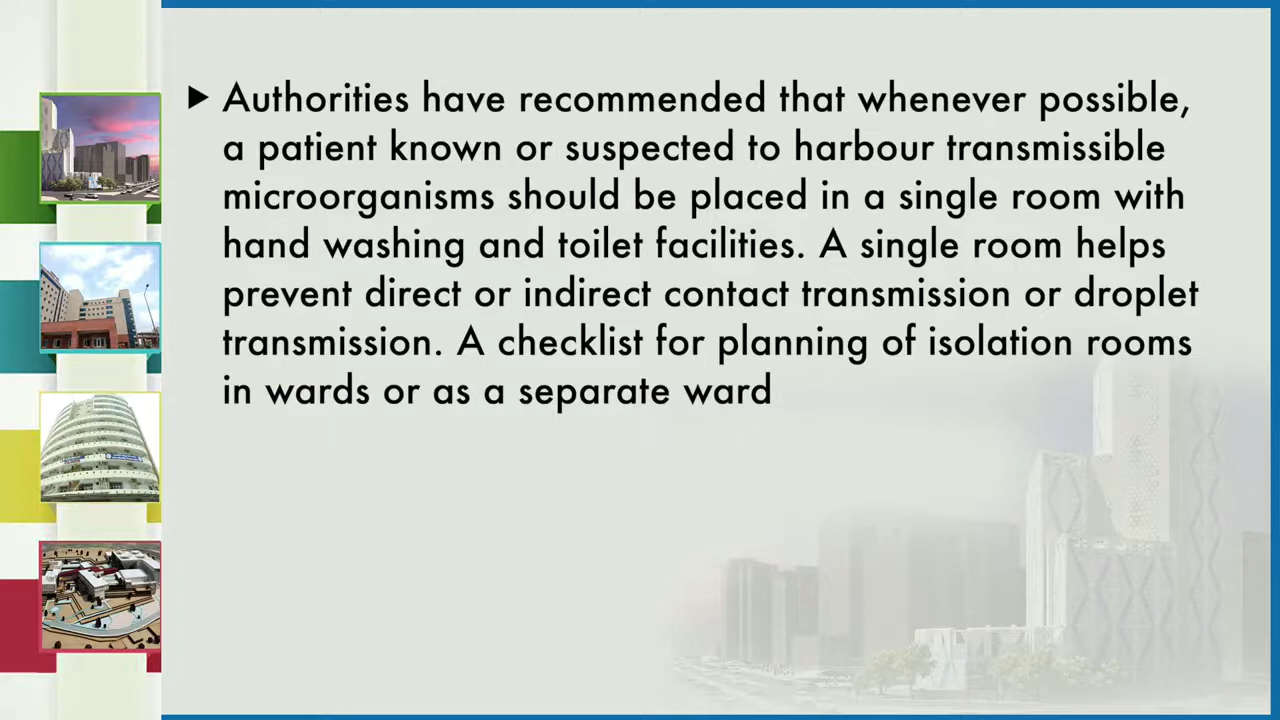 Authorities have recommended that whenever possible,
a patient known or suspected to harbour transmissible
microorganisms should be placed in a single room with
hand washing and toilet facilities. A single room helps
prevent direct or indirect contact transmission or droplet
transmission. A checklist for planning of isolation rooms
in wards or as a separate ward